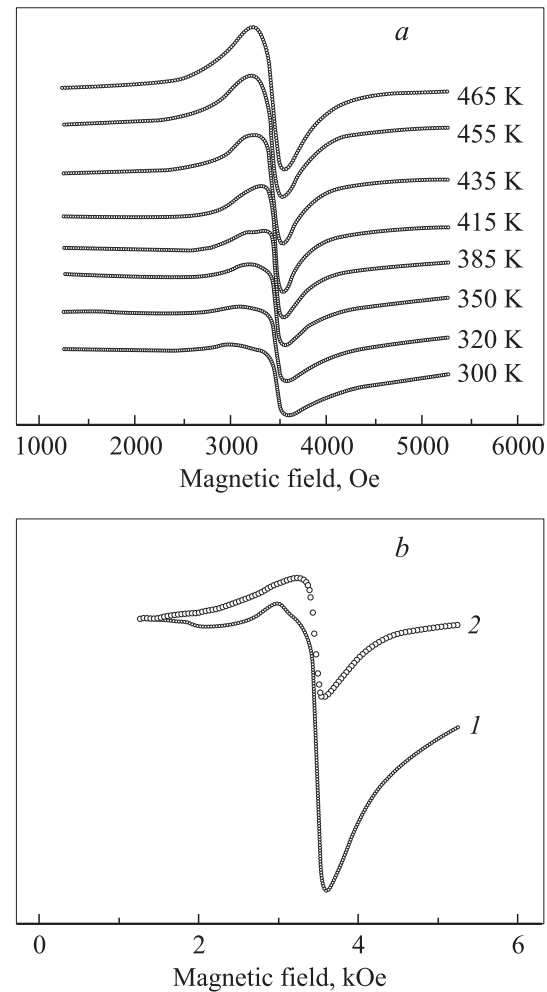 a
465 K
455 K
435 K
415 K
385 K
350 K
320 K
300 K
1000 2000 3000 4000 5000 6000
Magnetic field, Oe
b
2
1
0 2 4 6
Magnetic field, kOe